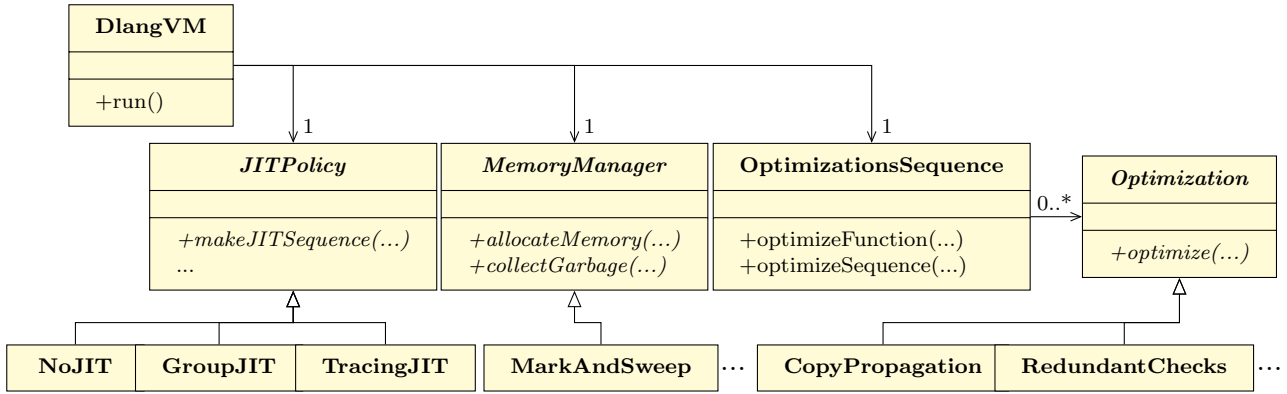 DlangVM
+run()
1
1
1
JITPolicy
+makeJITSequence(...)
...
MemoryManager
+allocateMemory(...)
+collectGarbage(...)
OptimizationsSequence
+optimizeFunction(...)
+optimizeSequence(...)
0..*
Optimization
+optimize(...)
NoJIT
GroupJIT
TracingJIT
MarkAndSweep
...
CopyPropagation
RedundantChecks
...